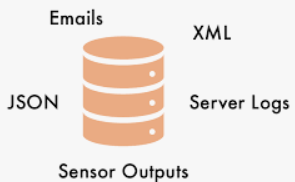 Emails
XML
JSON
Server Logs
Sensor Outputs